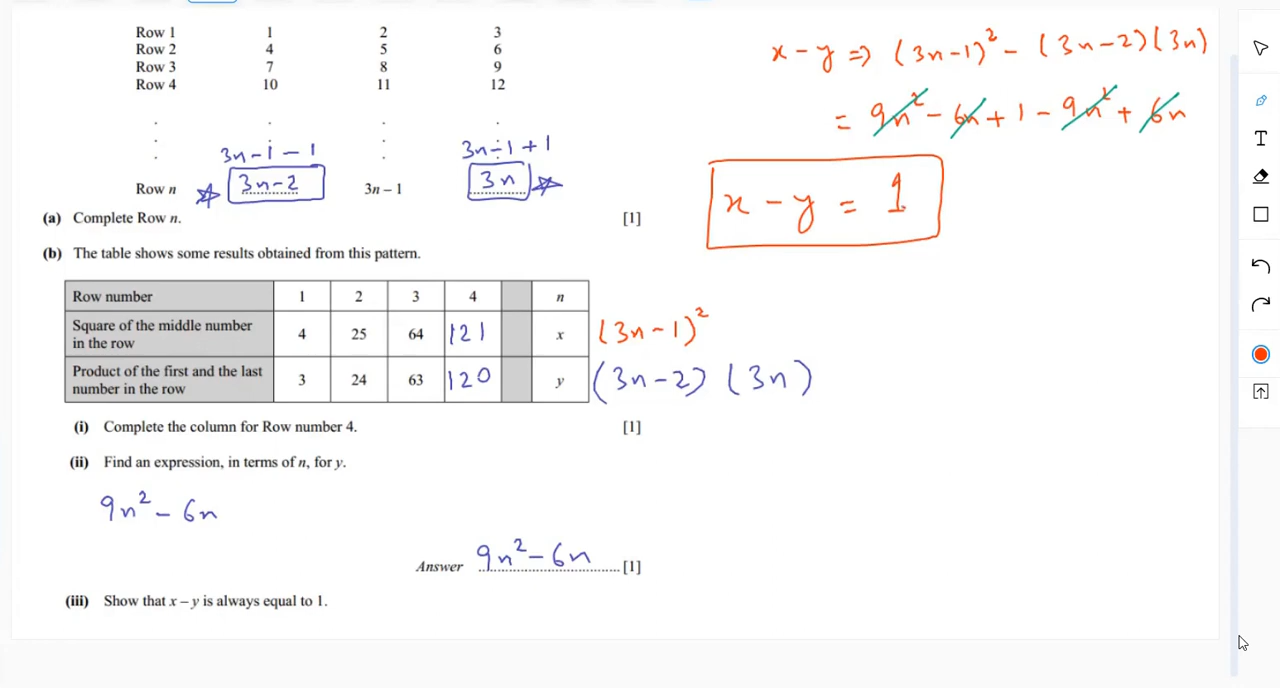 Row 1 1 2 3
Row 2 4 5 6
Row 3 7 8 9
Row 4 10 11 12
3n-1-1 3n-1+1
Row n 3n-2 3n – 1 3n
(a) Complete Row n. [1]
(b) The table shows some results obtained from this pattern.
Row number 1 2 3 4 n
Square of the middle number
in the row 4 25 64 121 x (3n-1)²
Product of the first and the last
number in the row 3 24 63 120 y (3n-2) (3n)
(i) Complete the column for Row number 4. [1]
(ii) Find an expression, in terms of n, for y.
9n² - 6n
Answer 9n² - 6n [1]
(iii) Show that x – y is always equal to 1.
x - y => (3n-1)² - (3n-2)(3n)
= 9n² - 6n + 1 - 9n² + 6n
x - y = 1
T